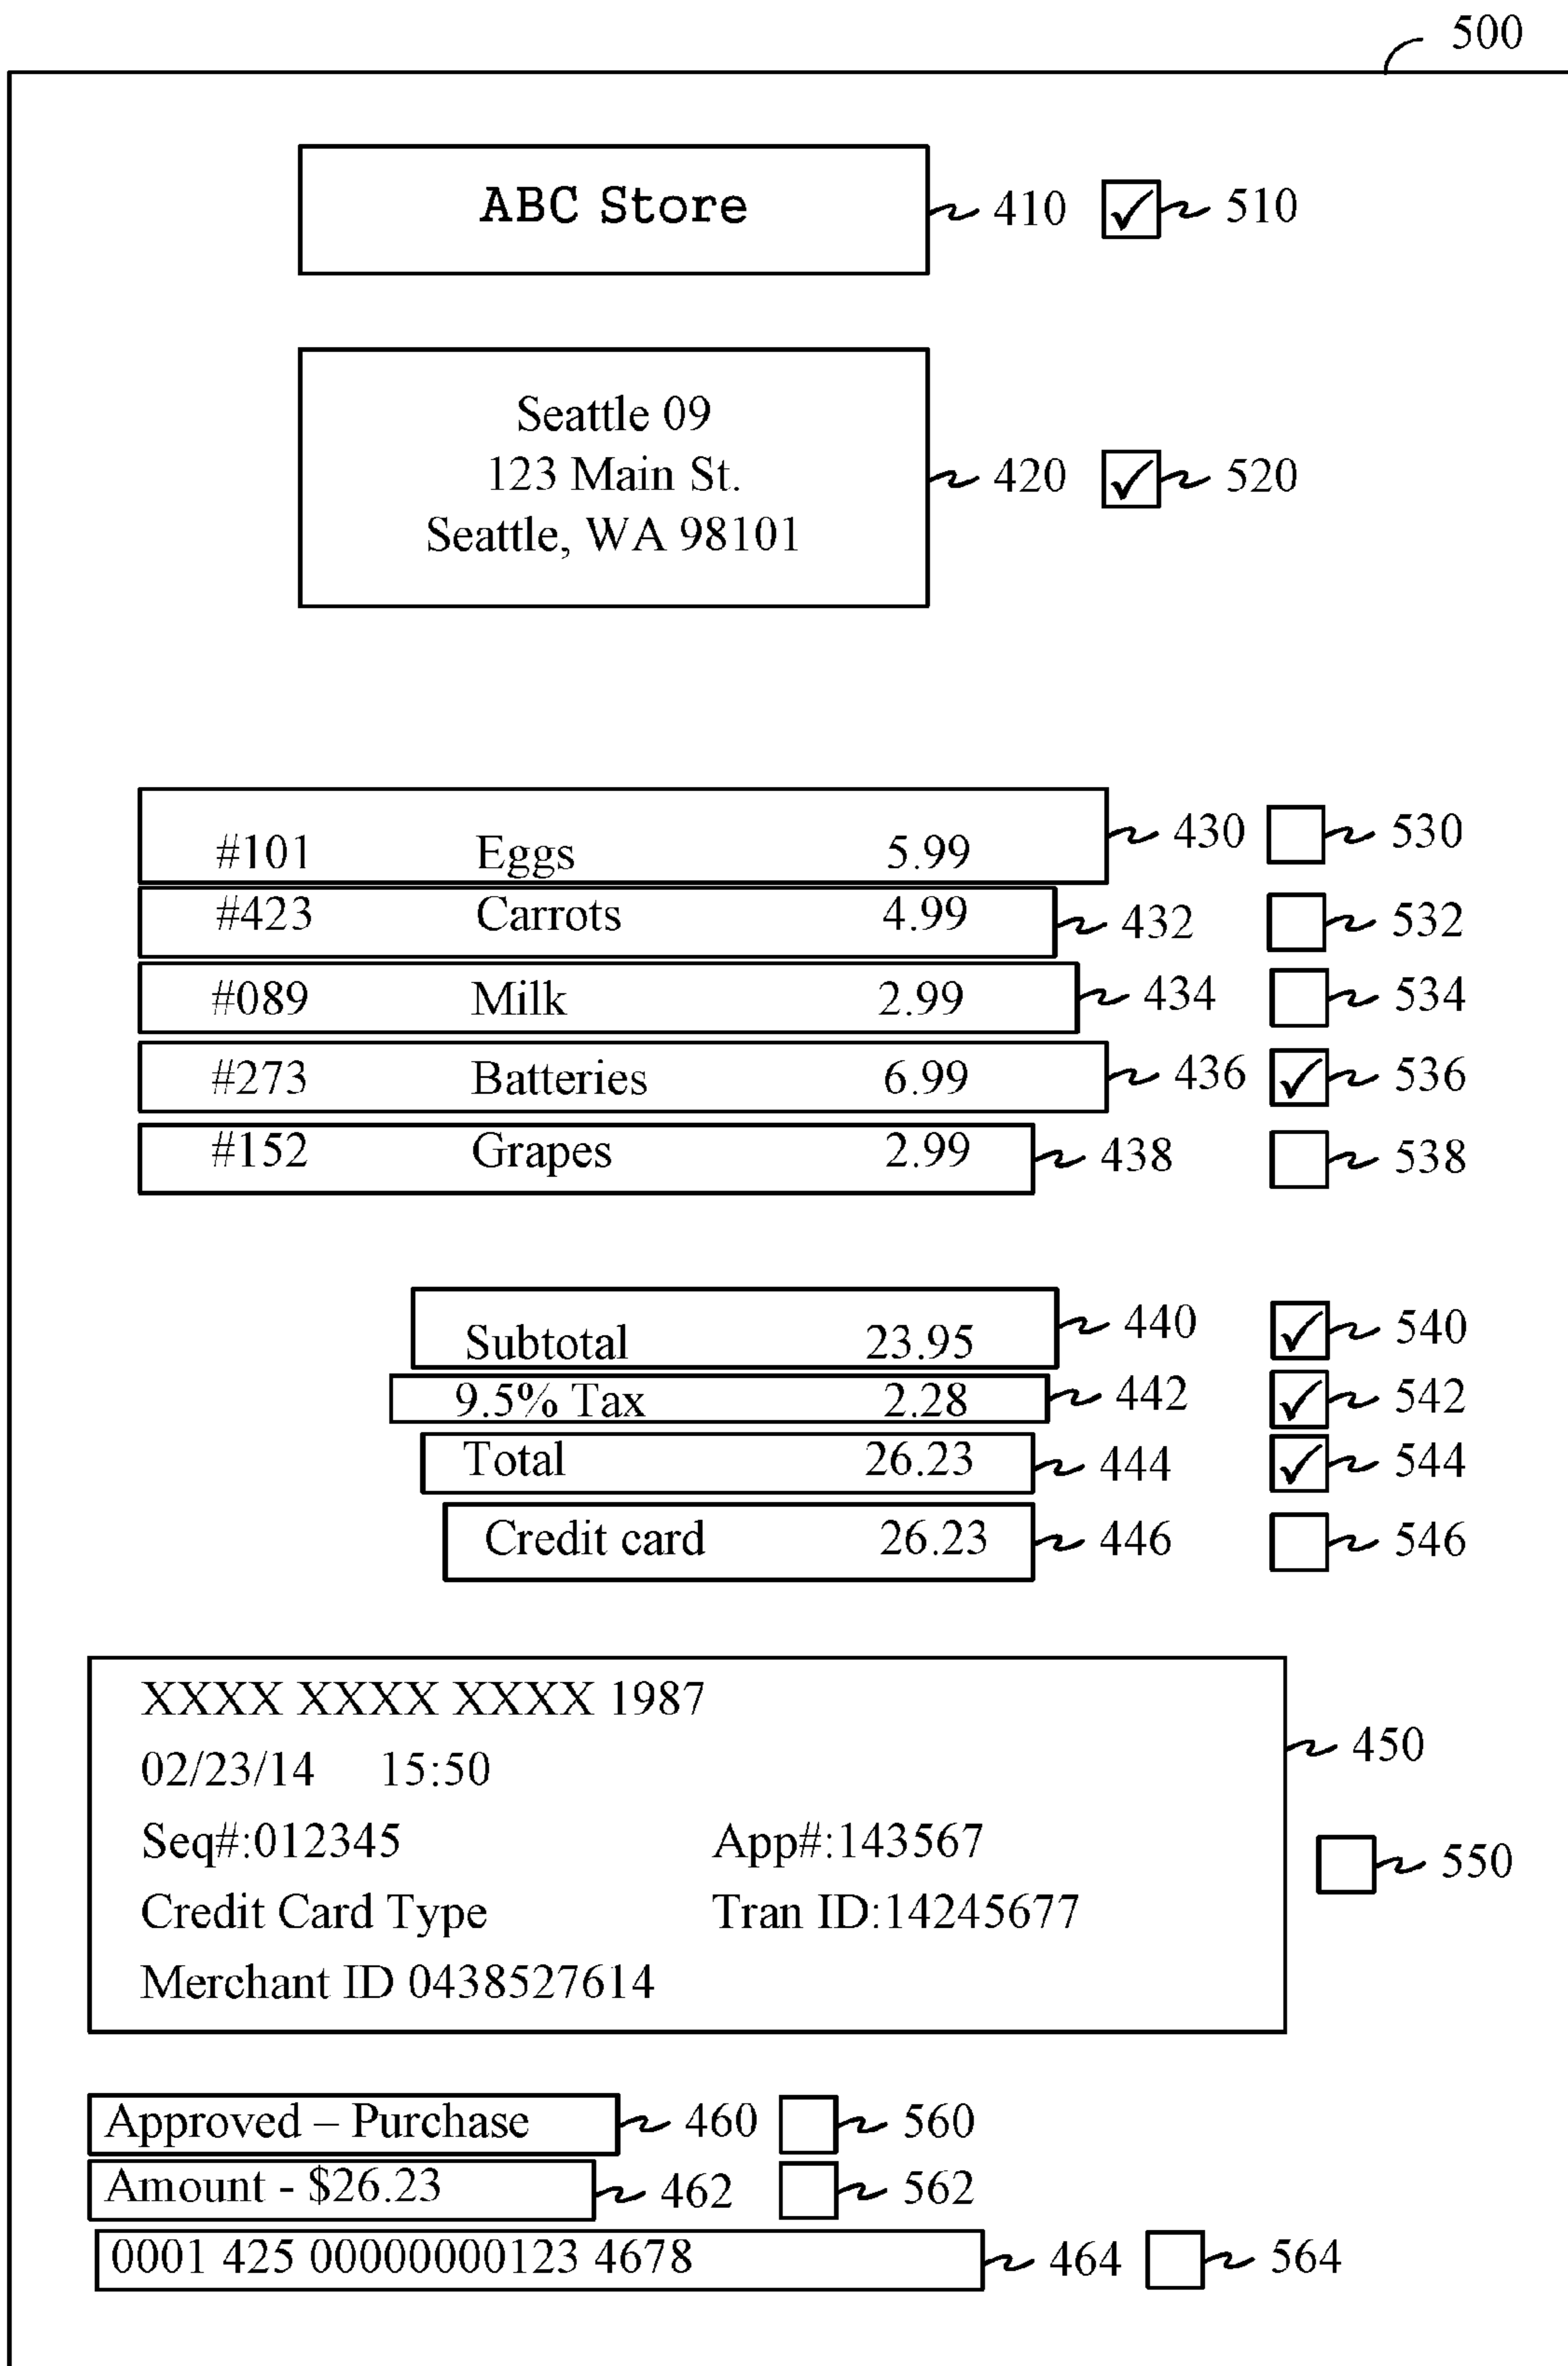 500
ABC Store 410 ✓ 510
Seattle 09
123 Main St. 420 ✓ 520
Seattle, WA 98101
#101 Eggs 5.99 430 530
#423 Carrots 4.99 432 532
#089 Milk 2.99 434 534
#273 Batteries 6.99 436 ✓ 536
#152 Grapes 2.99 438 538
Subtotal 23.95 440 ✓ 540
9.5% Tax 2.28 442 ✓ 542
Total 26.23 444 ✓ 544
Credit card 26.23 446 546
XXXX XXXX XXXX 1987
450
02/23/14 15:50
Seq#:012345 App#:143567
550
Credit Card Type Tran ID:14245677
Merchant ID 0438527614
Approved – Purchase 460 560
Amount - $26.23 462 562
0001 425 00000000123 4678 464 564